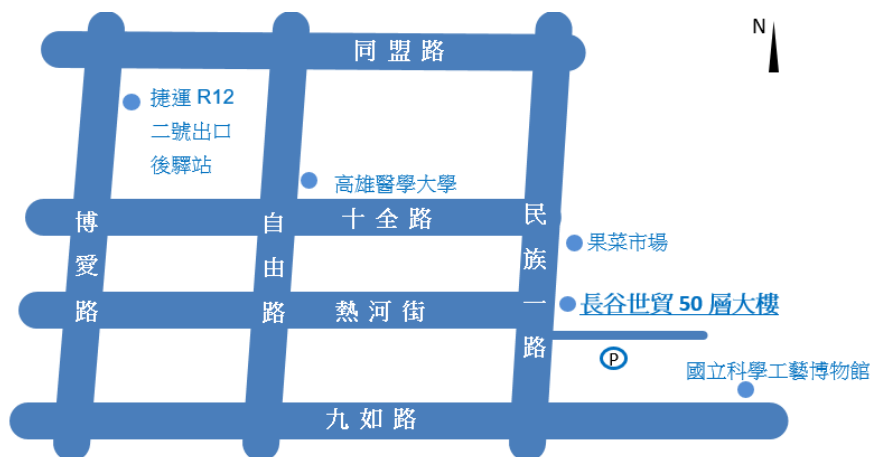 N
同盟路
捷運 R12
二號出口
後驛站
高雄醫學大學
博愛路
自由路
十全路
民族一路
果菜市場
熱河街
長谷世貿 50 層大樓
P
國立科學工藝博物館
九如路